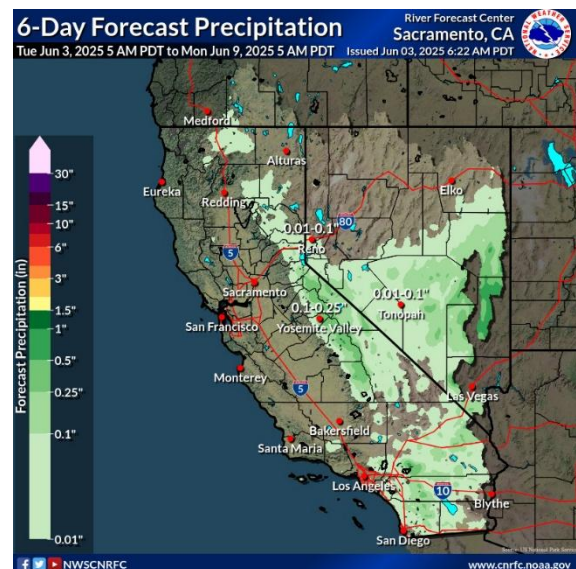 6-Day Forecast Precipitation
Tue Jun 3, 2025 5 AM PDT to Mon Jun 9, 2025 5 AM PDT
River Forecast Center
Sacramento, CA
Issued Jun 03, 2025 6:22 AM PDT
Forecast Precipitation (in)
30"
15"
10"
6"
3"
1.5"
1"
0.5"
0.25"
0.1"
0.01"
Medford
Alturas
Eureka
Redding
Elko
0.01-0.1"
80
Reno
5
Sacramento
0.1-0.25"
0.01-0.1"
San Francisco
Yosemite Valley
Tonopah
Monterey
5
Las Vegas
Bakersfield
Santa Maria
Los Angeles
10
Blythe
San Diego
Source: US National Park Service
NWSCNRFC
www.cnrfc.noaa.gov